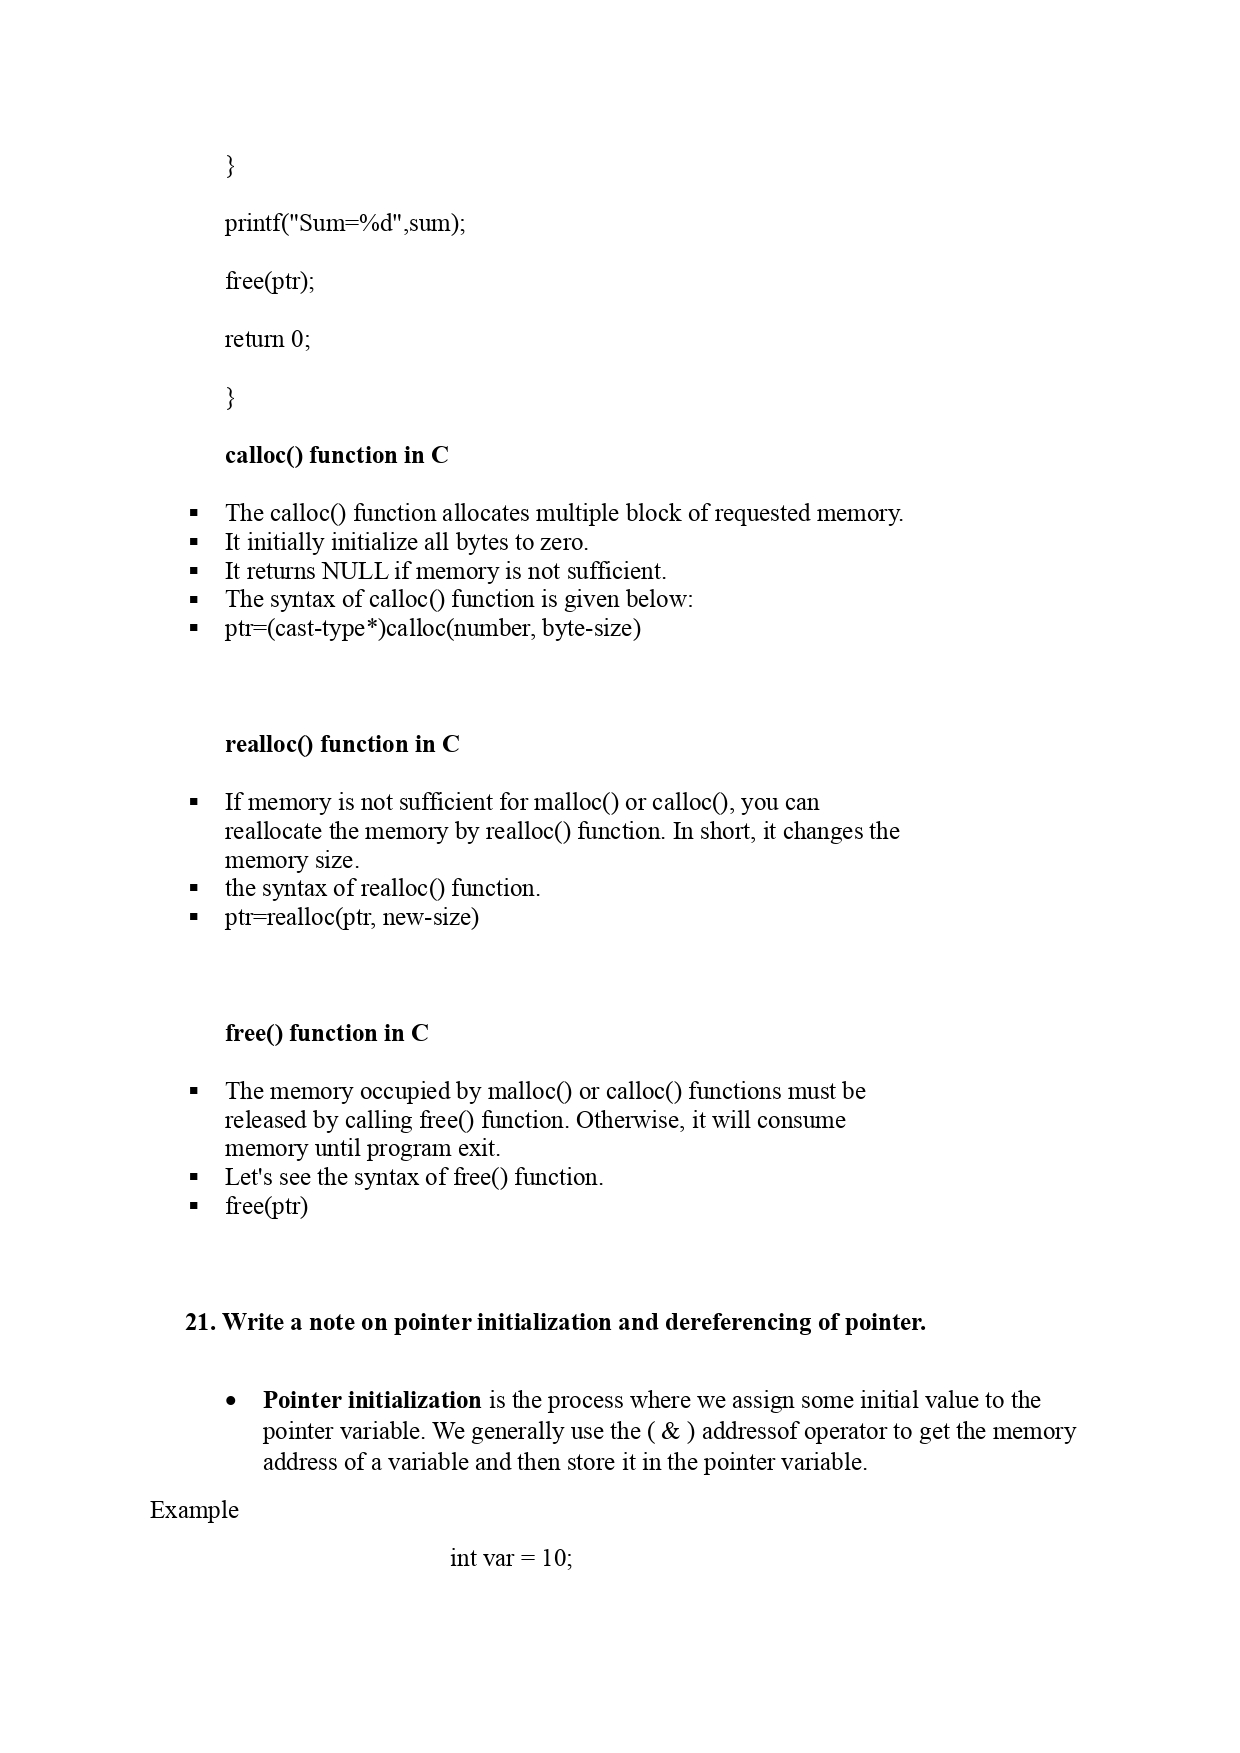 }
printf("Sum=%d",sum);
free(ptr);
return 0;
}
calloc() function in C
▪ The calloc() function allocates multiple block of requested memory.
▪ It initially initialize all bytes to zero.
▪ It returns NULL if memory is not sufficient.
▪ The syntax of calloc() function is given below:
▪ ptr=(cast-type*)calloc(number, byte-size)
realloc() function in C
▪ If memory is not sufficient for malloc() or calloc(), you can
reallocate the memory by realloc() function. In short, it changes the
memory size.
▪ the syntax of realloc() function.
▪ ptr=realloc(ptr, new-size)
free() function in C
▪ The memory occupied by malloc() or calloc() functions must be
released by calling free() function. Otherwise, it will consume
memory until program exit.
▪ Let's see the syntax of free() function.
▪ free(ptr)
21. Write a note on pointer initialization and dereferencing of pointer.
• Pointer initialization is the process where we assign some initial value to the
pointer variable. We generally use the ( & ) addressof operator to get the memory
address of a variable and then store it in the pointer variable.
Example
int var = 10;